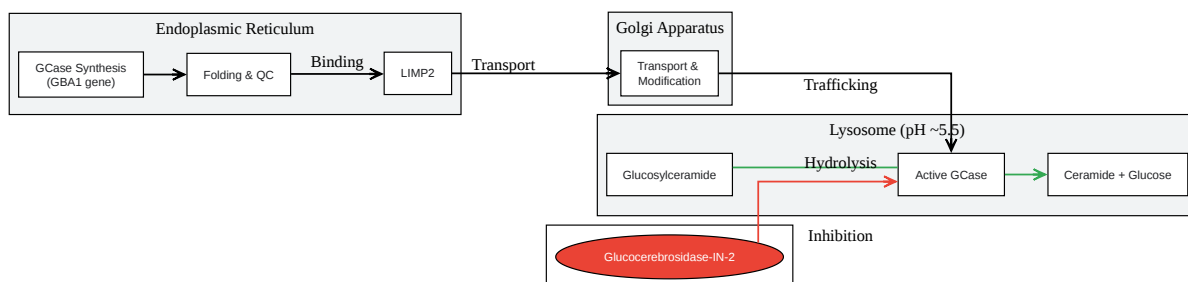 Endoplasmic Reticulum
GCase Synthesis
(GBA1 gene)
Folding & QC
Binding
LIMP2
Transport
Golgi Apparatus
Transport &
Modification
Trafficking
Lysosome (pH ~5.5)
Glucosylceramide
Hydrolysis
Active GCase
Ceramide + Glucose
Inhibition
Glucocerebrosidase-IN-2